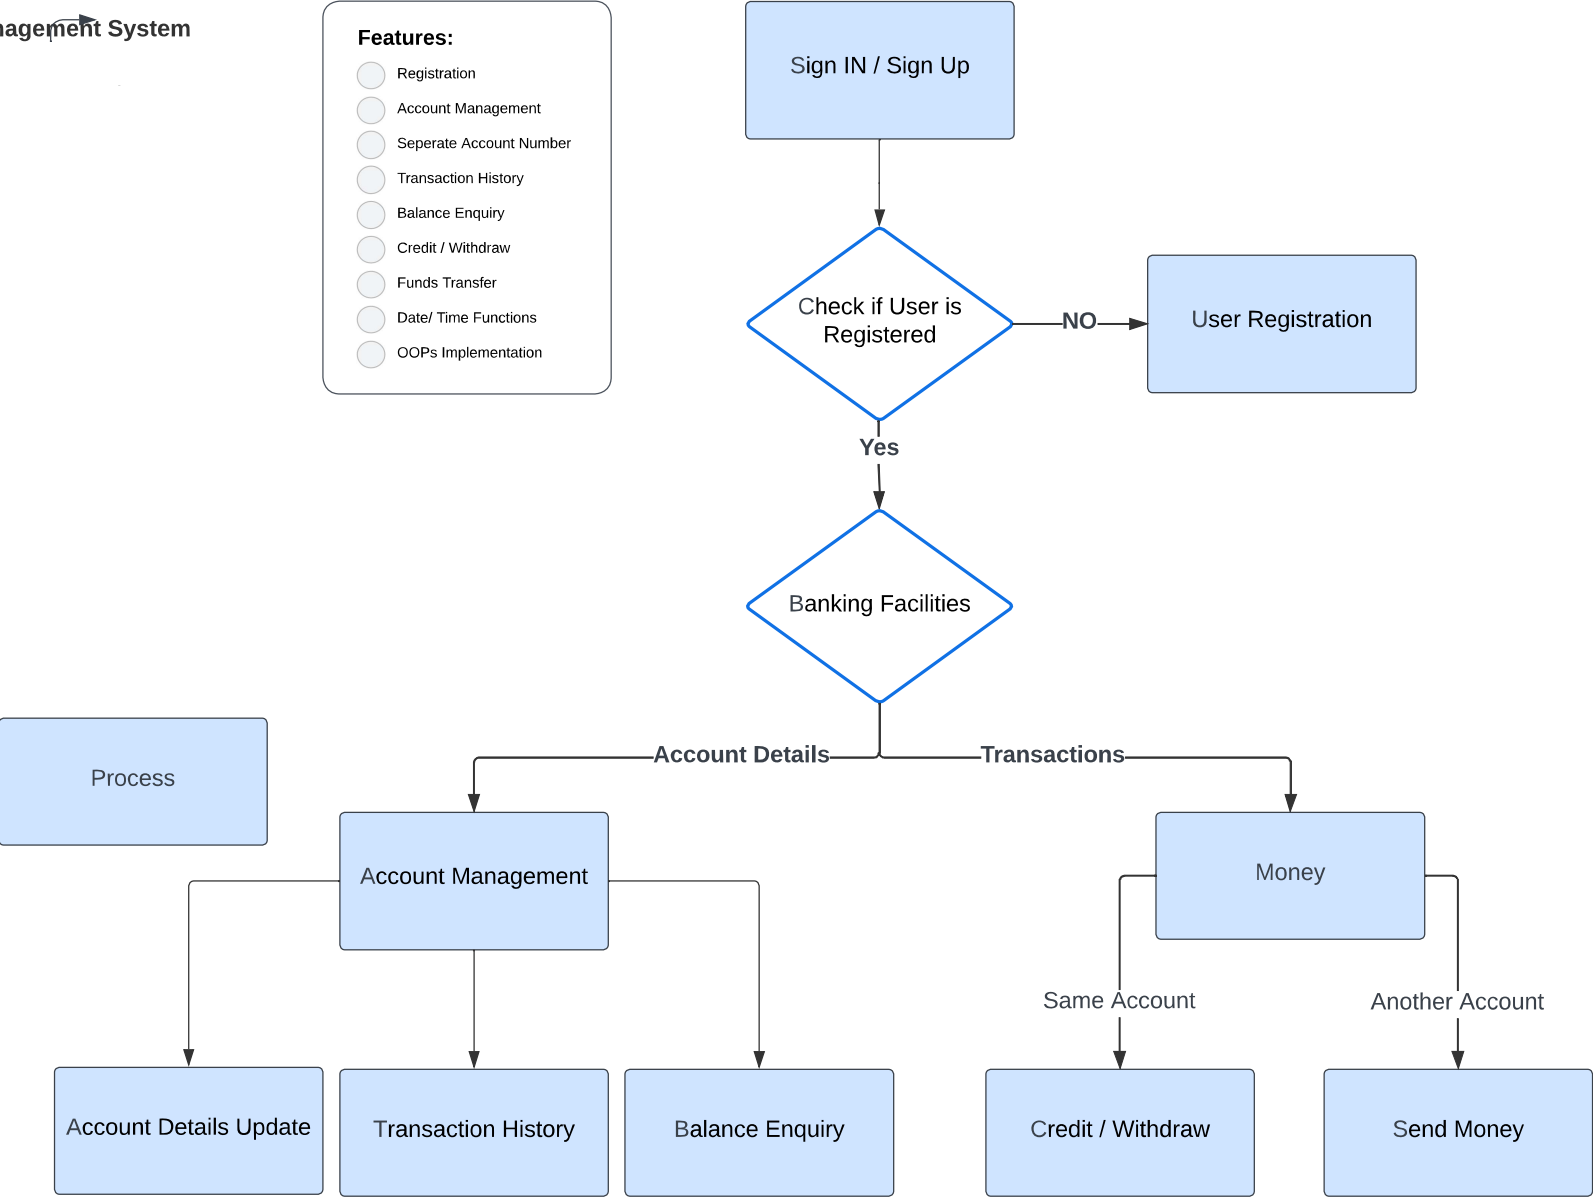 nagement System
Features:
Registration
Account Management
Seperate Account Number
Transaction History
Balance Enquiry
Credit / Withdraw
Funds Transfer
Date/ Time Functions
OOPs Implementation
Sign IN / Sign Up
Check if User is
Registered
NO
User Registration
Yes
Banking Facilities
Account Details
Transactions
Process
Account Management
Money
Same Account
Another Account
Account Details Update
Transaction History
Balance Enquiry
Credit / Withdraw
Send Money